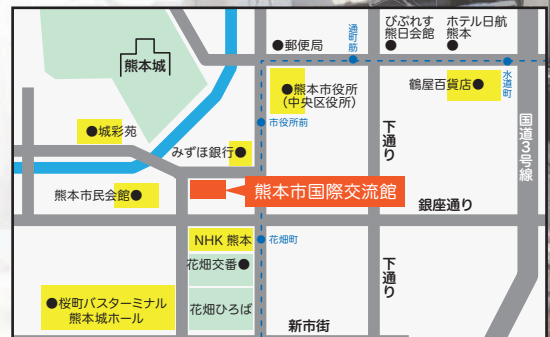 通町筋
びぷれす
熊日会館
ホテル日航
熊本
●郵便局
熊本城
水道町
●熊本市役所
(中央区役所)
鶴屋百貨店●
●城彩苑
市役所前
下通り
国道3号線
みずほ銀行●
熊本市民会館●
熊本市国際交流館
銀座通り
NHK 熊本
花畑町
花畑交番●
下通り
●桜町バスターミナル
熊本城ホール
花畑ひろば
新市街